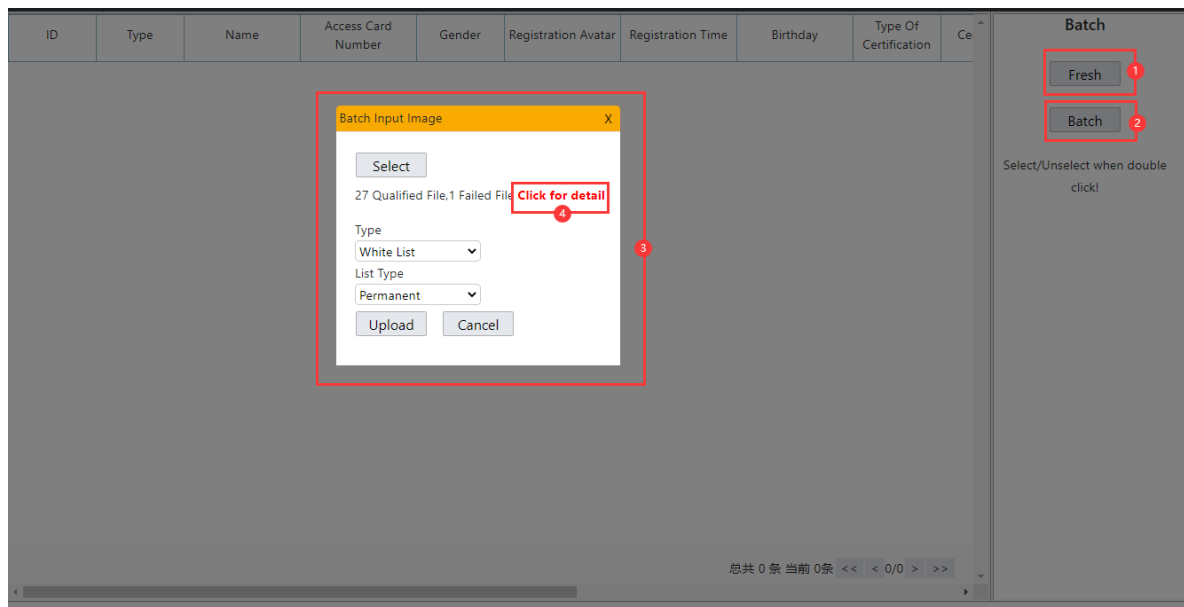 ID
Type
Name
Access Card
Number
Gender
Registration Avatar
Registration Time
Birthday
Type Of
Certification
Ce
Batch
Fresh
1
Batch
2
Select/Unselect when double
click!
Batch Input Image X
Select
27 Qualified File,1 Failed File Click for detail
4
Type
White List
3
List Type
Permanent
Upload Cancel
总共 0 条 当前 0条 << < 0/0 > >>